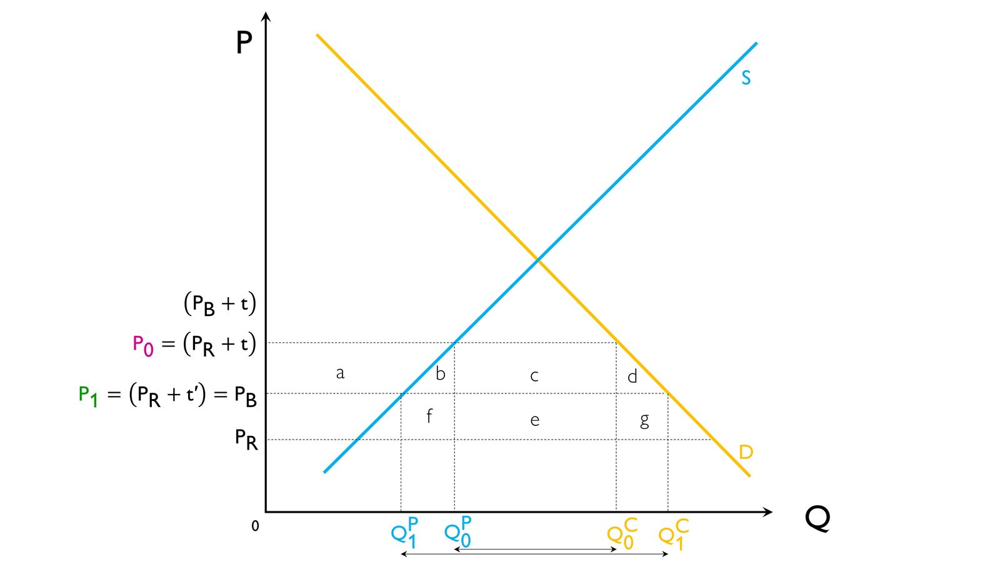 P
S
(P_B + t)
P_0 = (P_R + t)
a
b
c
d
P_1 = (P_R + t′) = P_B
f
e
g
P_R
D
0
Q_1^P
Q_0^P
Q_0^C
Q_1^C
Q